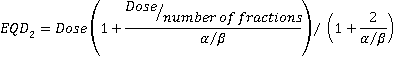 EQD₂ = Dose (1 + (Dose/number of fractions)/(α/β)) / (1 + 2/(α/β))